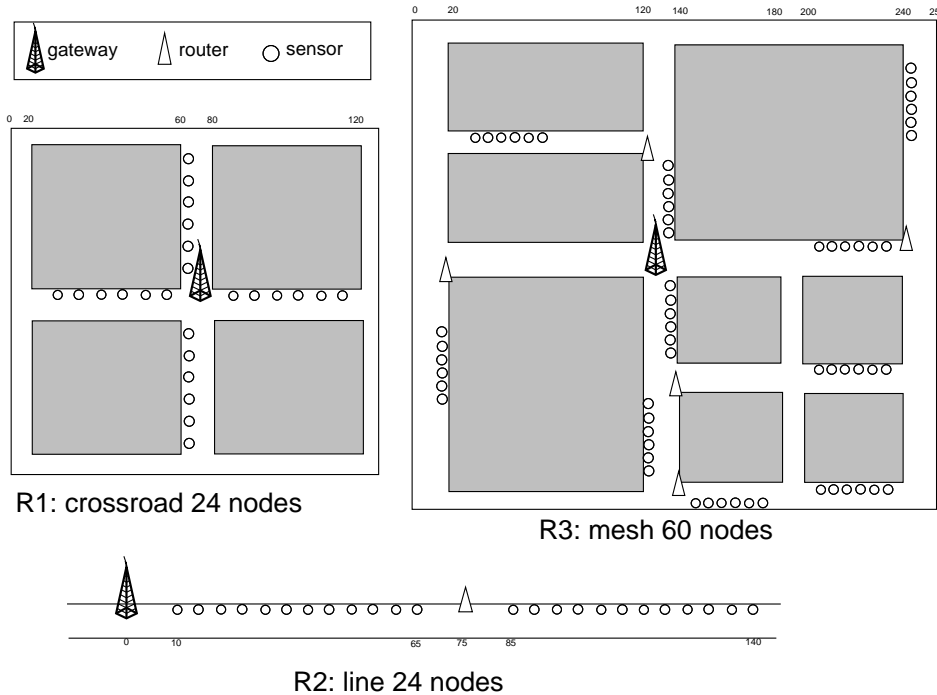 0 20 120 140 180 200 240 25
gateway router sensor
0 20 60 80 120
R1: crossroad 24 nodes
R3: mesh 60 nodes
0 10 65 75 85 140
R2: line 24 nodes